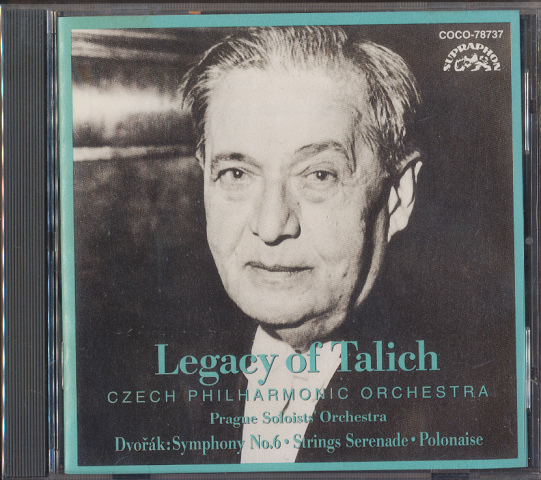 COCO-78737
SUPRAPHON
Legacy of Talich
CZECH PHILHARMONIC ORCHESTRA
Prague Soloists Orchestra
Dvořák: Symphony No.6 • Strings Serenade • Polonaise